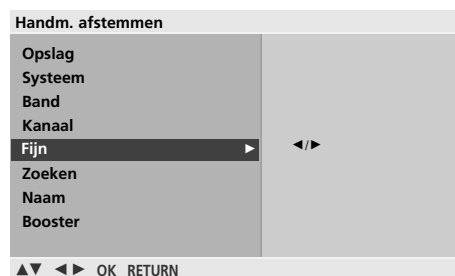 Handm. afstemmen
Opslag
Systeem
Band
Kanaal
Fijn ► ◄/►
Zoeken
Naam
Booster
▲▼ ◄► OK RETURN